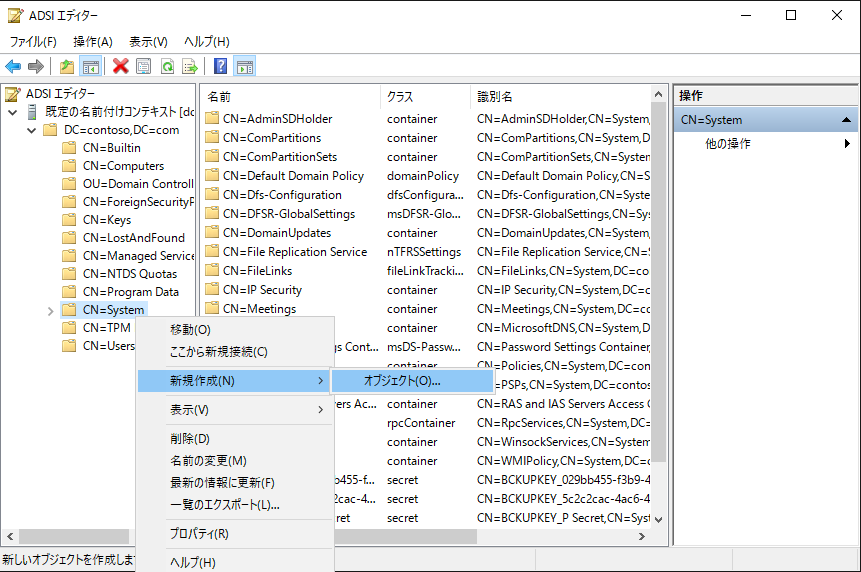 ADSI エディター
ファイル(F) 操作(A) 表示(V) ヘルプ(H)
ADSI エディター
既定の名前付けコンテキスト [dc
DC=contoso,DC=com
CN=Builtin
CN=Computers
OU=Domain Controll
CN=ForeignSecurityP
CN=Keys
CN=LostAndFound
CN=Managed Service
CN=NTDS Quotas
CN=Program Data
CN=System
CN=TPM
CN=Users
名前 クラス 識別名
CN=AdminSDHolder container CN=AdminSDHolder,CN=System,
CN=ComPartitions container CN=ComPartitions,CN=System,D
CN=ComPartitionSets container CN=ComPartitionSets,CN=Syste
CN=Default Domain Policy domainPolicy CN=Default Domain Policy,CN=S
CN=Dfs-Configuration dfsConfigura... CN=Dfs-Configuration,CN=Syste
CN=DFSR-GlobalSettings msDFSR-Glo... CN=DFSR-GlobalSettings,CN=Sy
CN=DomainUpdates container CN=DomainUpdates,CN=System,
CN=File Replication Service nTFRSSettings CN=File Replication Service,CN=S
CN=FileLinks fileLinkTracki... CN=FileLinks,CN=System,DC=co
CN=IP Security container CN=IP Security,CN=System,DC=c
CN=Meetings container CN=Meetings,CN=System,DC=co
container CN=MicrosoftDNS,CN=System,D
gs Cont... msDS-Passw... CN=Password Settings Container,
container CN=Policies,CN=System,DC=cont
=PSPs,CN=System,DC=contos
ers Ac... container CN=RAS and IAS Servers Access C
rpcContainer CN=RpcServices,CN=System,DC=
container CN=WinsockServices,CN=System
container CN=WMIPolicy,CN=System,DC=c
b455-f... secret CN=BCKUPKEY_029bb455-f3b9-4
2cac-4... secret CN=BCKUPKEY_5c2c2cac-4ac6-4
ret secret CN=BCKUPKEY_P Secret,CN=Sys
移動(O)
ここから新規接続(C)
新規作成(N)
オブジェクト(O)...
表示(V)
削除(D)
名前の変更(M)
最新の情報に更新(F)
一覧のエクスポート(L)...
プロパティ(R)
ヘルプ(H)
操作
CN=System
他の操作
新しいオブジェクトを作成しま